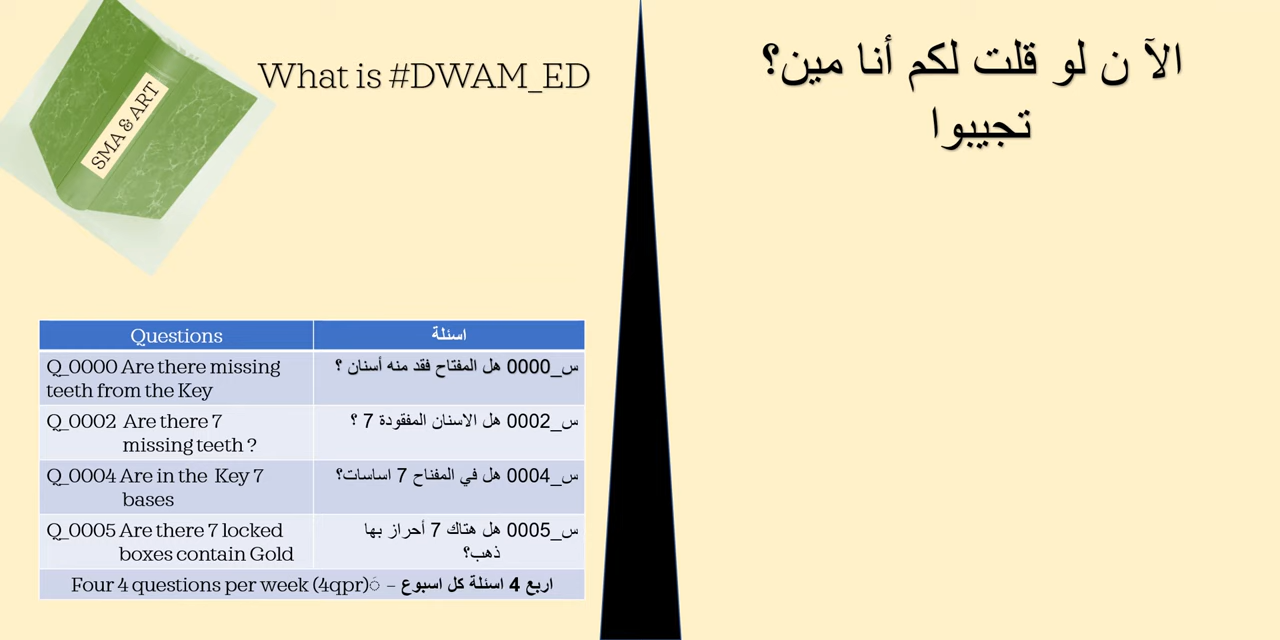 SMA & ART
What is #DWAM_ED
الآ ن لو قلت لكم أنا مين؟
تجيبوا
Questions
اسئلة
Q_0000 Are there missing
teeth from the Key
س_0000 هل المفتاح فقد منه أسنان ؟
Q_0002 Are there 7
missing teeth ?
س_0002 هل الاسنان المفقودة 7 ؟
Q_0004 Are in the Key 7
bases
س_0004 هل في المفتاح 7 اساسات؟
Q_0005 Are there 7 locked
boxes contain Gold
س_0005 هل هتاك 7 أحراز بها
ذهب؟
Four 4 questions per week (4qpr)َ – اربع 4 اسئلة كل اسبوع